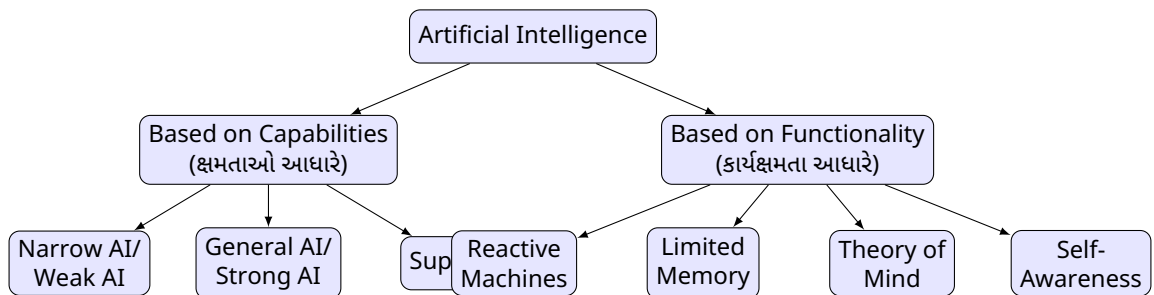 Artificial Intelligence
Based on Capabilities
(ક્ષમતાઓ આધારે)
Based on Functionality
(કાર્યક્ષમતા આધારે)
Narrow AI/
Weak AI
General AI/
Strong AI
Sup
Reactive
Machines
Limited
Memory
Theory of
Mind
Self-
Awareness